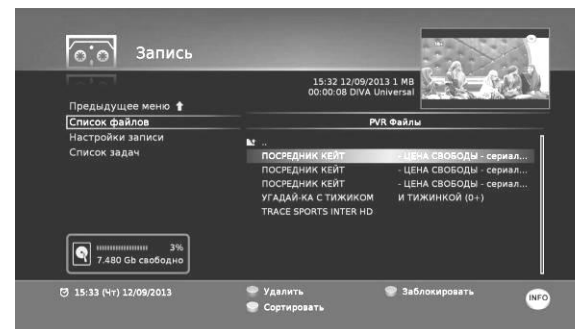 Запись
15:32 12/09/2013 1 MB
00:00:08 DIVA Universal
Предыдущее меню
Список файлов
Настройки записи
Список задач
PVR Файлы
..
ПОСРЕДНИК КЕЙТ - ЦЕНА СВОБОДЫ - сериал...
ПОСРЕДНИК КЕЙТ - ЦЕНА СВОБОДЫ - сериал...
ПОСРЕДНИК КЕЙТ - ЦЕНА СВОБОДЫ - сериал...
УГАДАЙ-КА С ТИЖИКОМ И ТИЖИНКОЙ (0+)
TRACE SPORTS INTER HD
3%
7.480 Gb свободно
15:33 (Чт) 12/09/2013
Удалить
Заблокировать
Сортировать
INFO